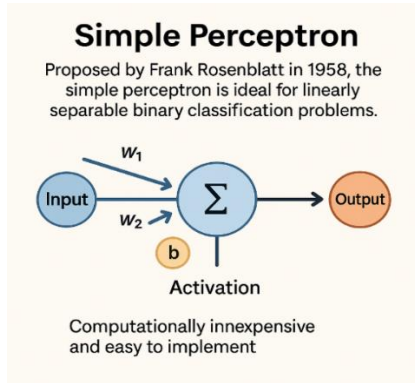 Simple Perceptron
Proposed by Frank Rosenblatt in 1958, the
simple perceptron is ideal for linearly
separable binary classification problems.
w₁
Input
Σ
Output
w₂
b
Activation
Computationally innexpensive
and easy to implement